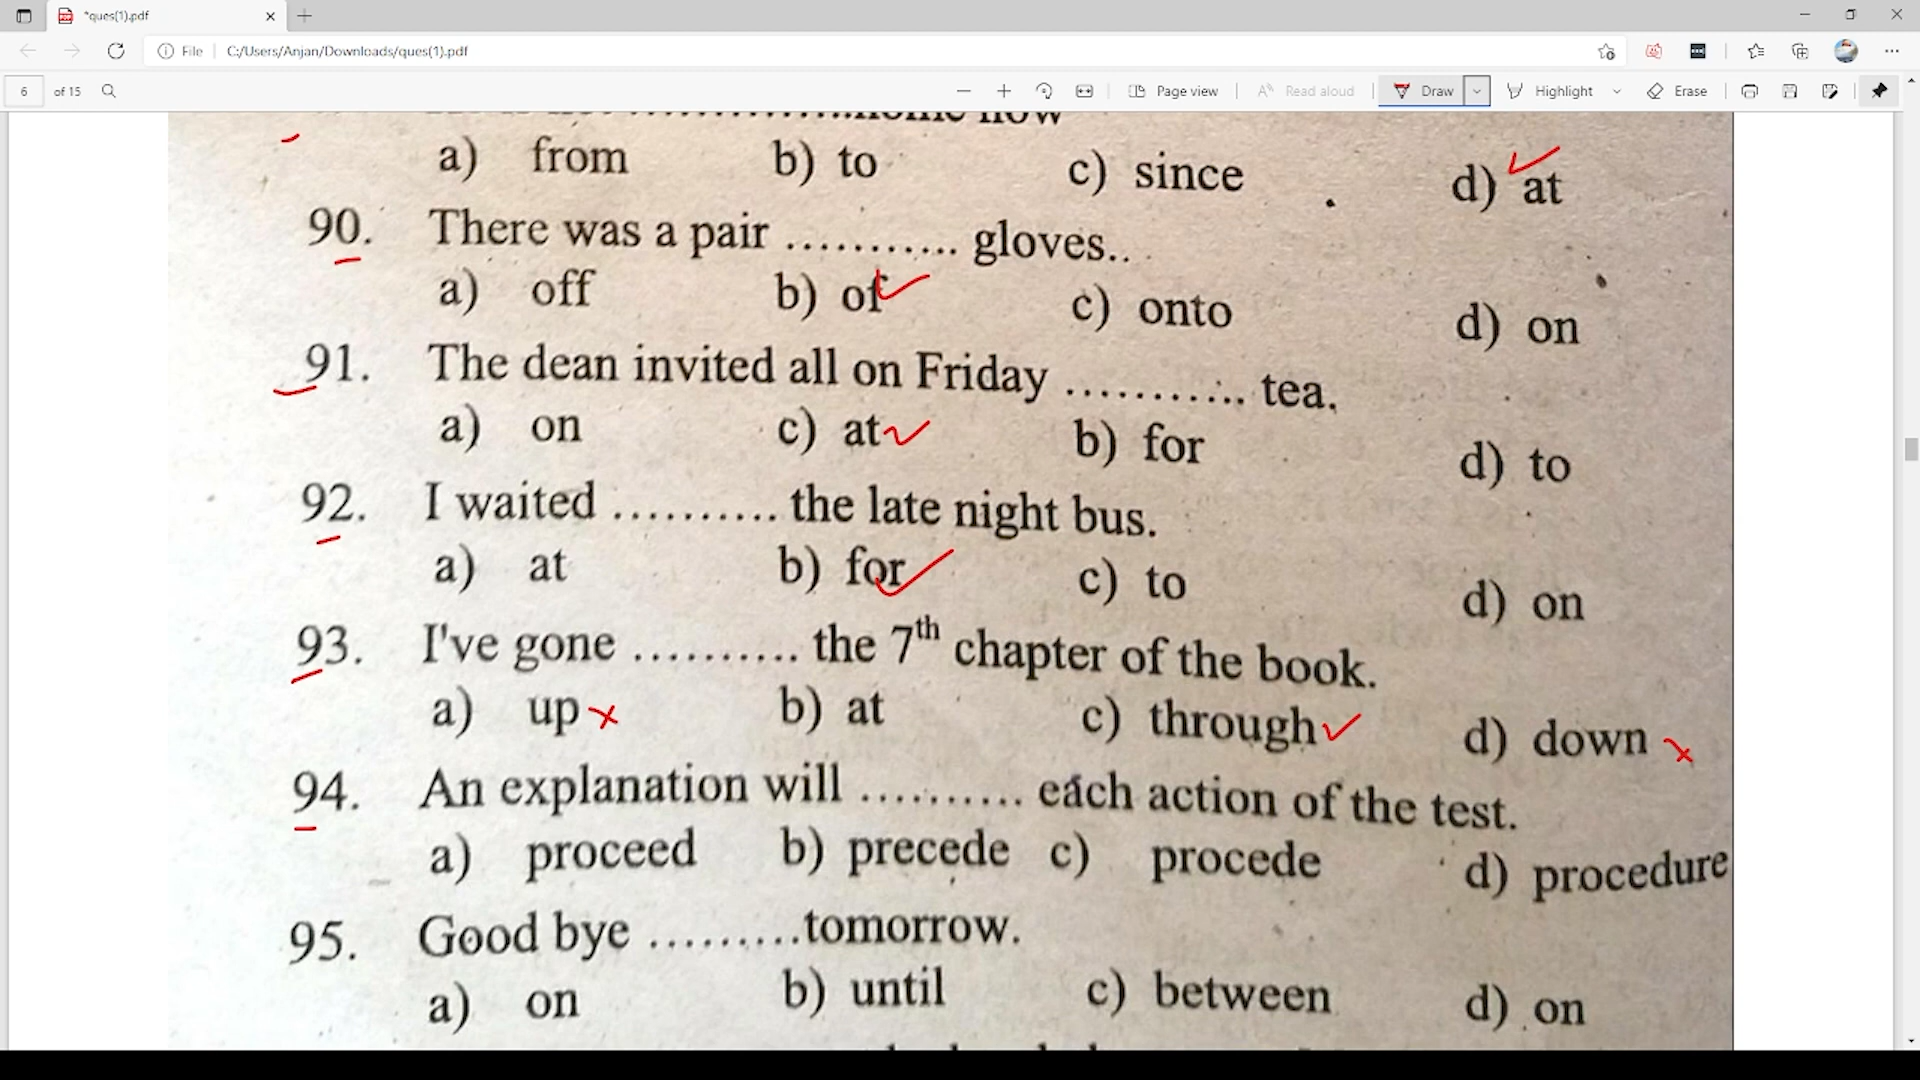 *ques(1).pdf
File C:/Users/Anjan/Downloads/ques(1).pdf
6 of 15 Page view Read aloud Draw Highlight Erase
home now
a) from b) to c) since d) at
90. There was a pair ........... gloves..
a) off b) of c) onto d) on
91. The dean invited all on Friday ........... tea.
a) on c) at b) for d) to
92. I waited .......... the late night bus.
a) at b) for c) to d) on
93. I've gone .......... the 7th chapter of the book.
a) up b) at c) through d) down
94. An explanation will .......... each action of the test.
a) proceed b) precede c) procede d) procedure
95. Good bye .........tomorrow.
a) on b) until c) between d) on